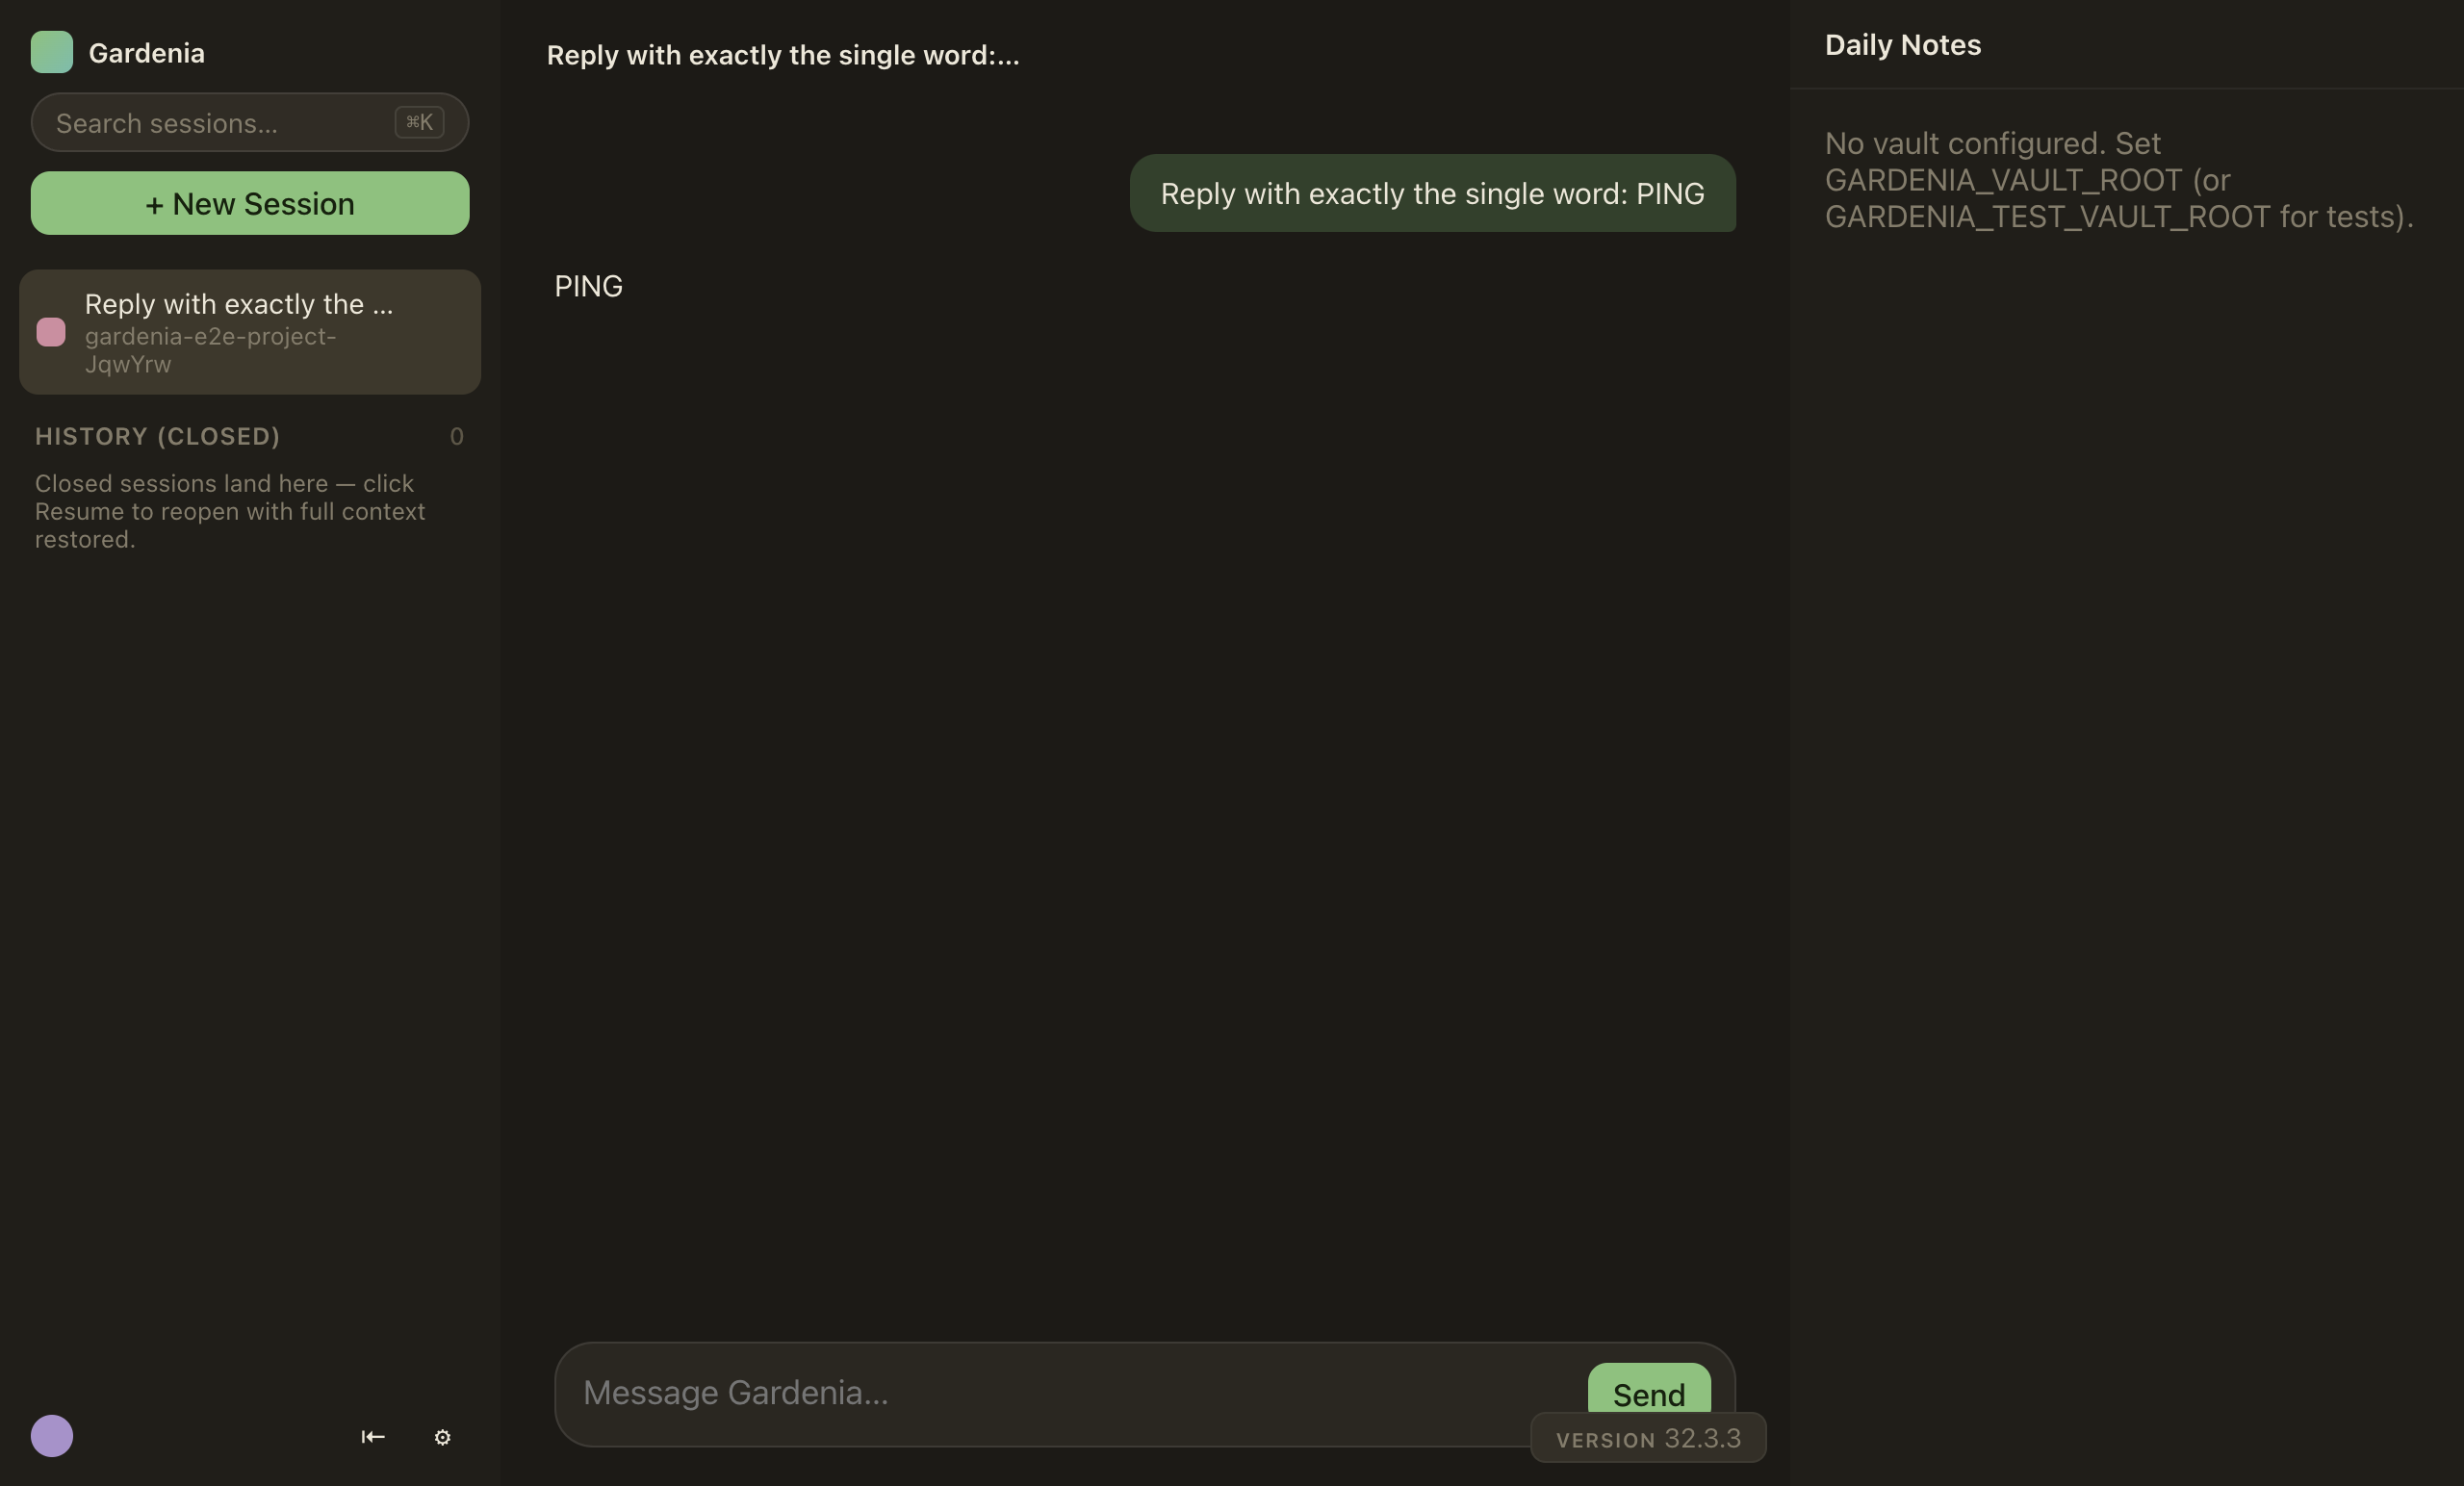 Gardenia
Search sessions...
⌘K
+ New Session
Reply with exactly the ...
gardenia-e2e-project-
JqwYrw
HISTORY (CLOSED) 0
Closed sessions land here — click
Resume to reopen with full context
restored.
Reply with exactly the single word:...
Reply with exactly the single word: PING
PING
Message Gardenia...
Send
VERSION 32.3.3
Daily Notes
No vault configured. Set
GARDENIA_VAULT_ROOT (or
GARDENIA_TEST_VAULT_ROOT for tests).